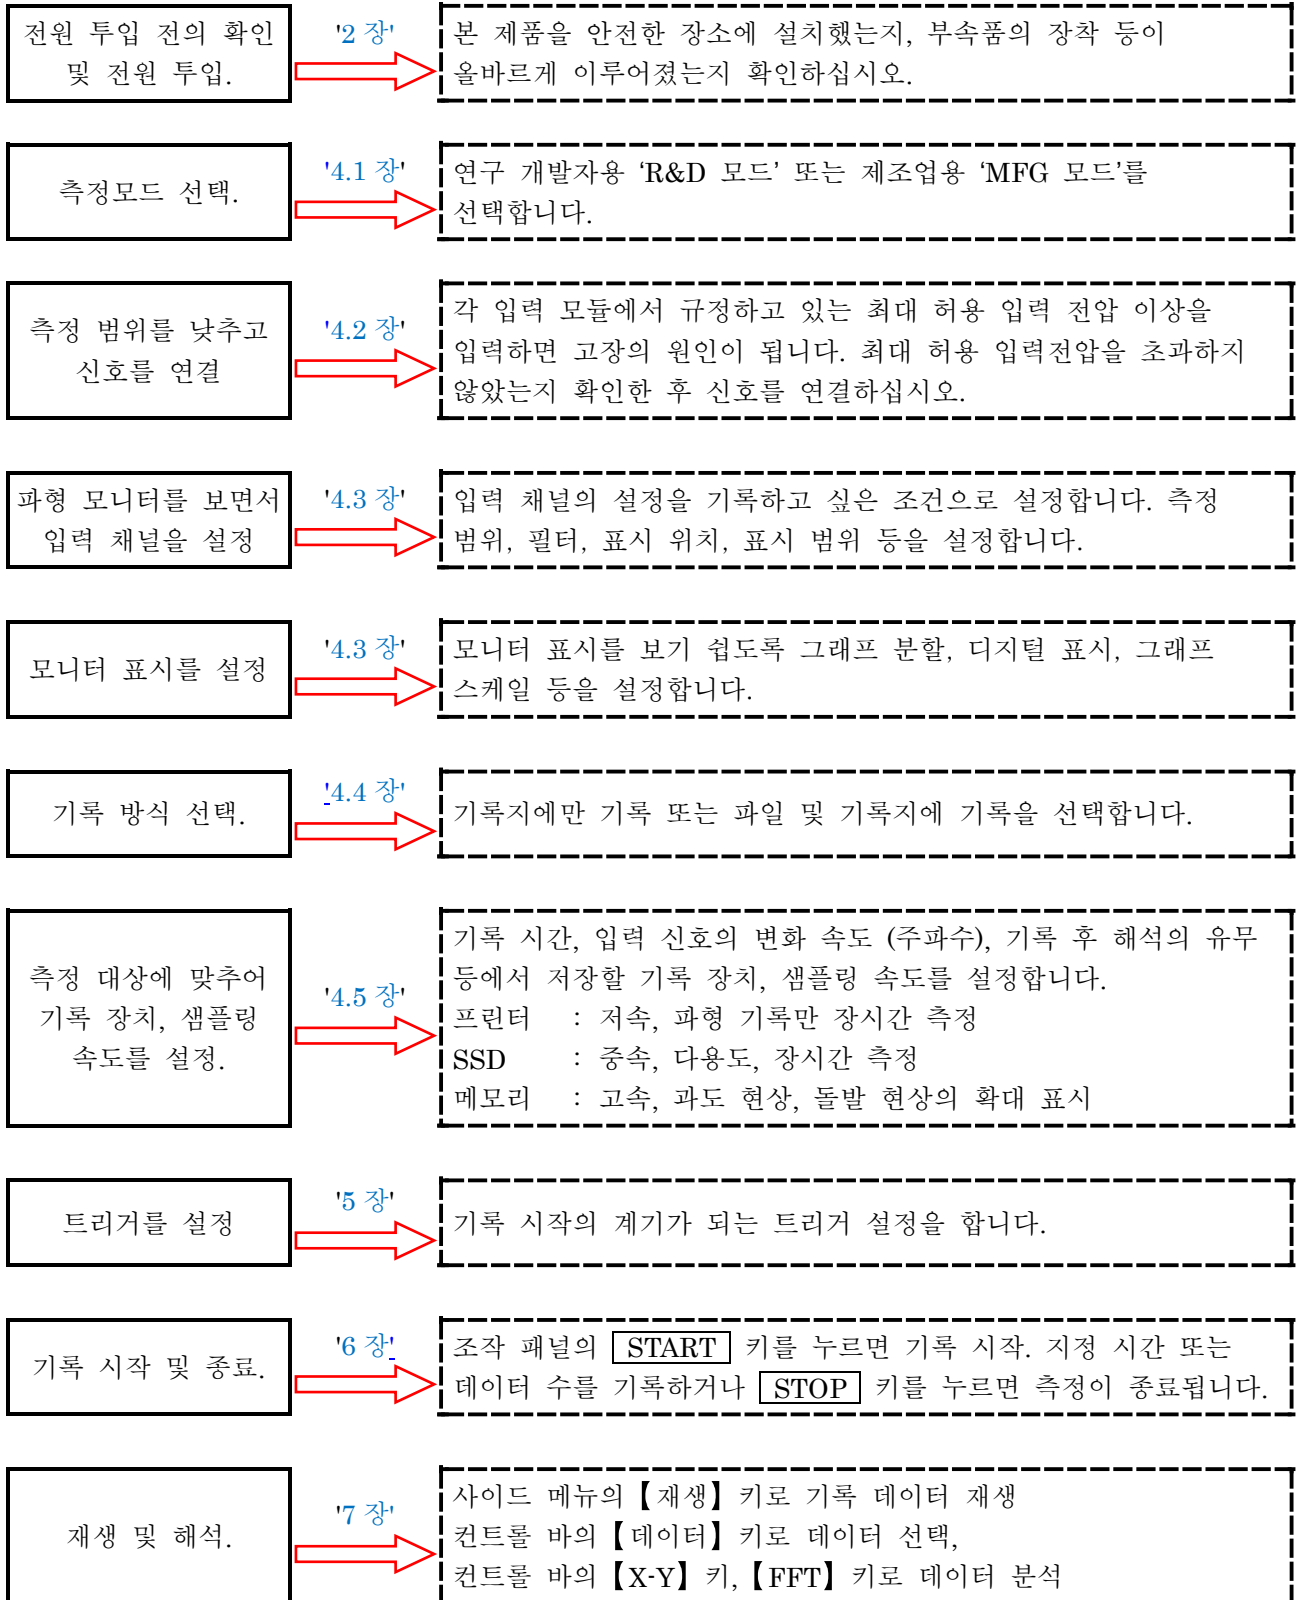 전원 투입 전의 확인
및 전원 투입.
'2 장'
본 제품을 안전한 장소에 설치했는지, 부속품의 장착 등이
올바르게 이루어졌는지 확인하십시오.
측정모드 선택.
'4.1 장'
연구 개발자용 ‘R&D 모드’ 또는 제조업용 ‘MFG 모드’를
선택합니다.
측정 범위를 낮추고
신호를 연결
'4.2 장'
각 입력 모듈에서 규정하고 있는 최대 허용 입력 전압 이상을
입력하면 고장의 원인이 됩니다. 최대 허용 입력전압을 초과하지
않았는지 확인한 후 신호를 연결하십시오.
파형 모니터를 보면서
입력 채널을 설정
'4.3 장'
입력 채널의 설정을 기록하고 싶은 조건으로 설정합니다. 측정
범위, 필터, 표시 위치, 표시 범위 등을 설정합니다.
모니터 표시를 설정
'4.3 장'
모니터 표시를 보기 쉽도록 그래프 분할, 디지털 표시, 그래프
스케일 등을 설정합니다.
기록 방식 선택.
'4.4 장'
기록지에만 기록 또는 파일 및 기록지에 기록을 선택합니다.
측정 대상에 맞추어
기록 장치, 샘플링
속도를 설정.
'4.5 장'
기록 시간, 입력 신호의 변화 속도 (주파수), 기록 후 해석의 유무
등에서 저장할 기록 장치, 샘플링 속도를 설정합니다.
프린터 : 저속, 파형 기록만 장시간 측정
SSD : 중속, 다용도, 장시간 측정
메모리 : 고속, 과도 현상, 돌발 현상의 확대 표시
트리거를 설정
'5 장'
기록 시작의 계기가 되는 트리거 설정을 합니다.
기록 시작 및 종료.
'6 장'
조작 패널의 START 키를 누르면 기록 시작. 지정 시간 또는
데이터 수를 기록하거나 STOP 키를 누르면 측정이 종료됩니다.
재생 및 해석.
'7 장'
사이드 메뉴의【재생】키로 기록 데이터 재생
컨트롤 바의【데이터】키로 데이터 선택,
컨트롤 바의【X-Y】키,【FFT】키로 데이터 분석